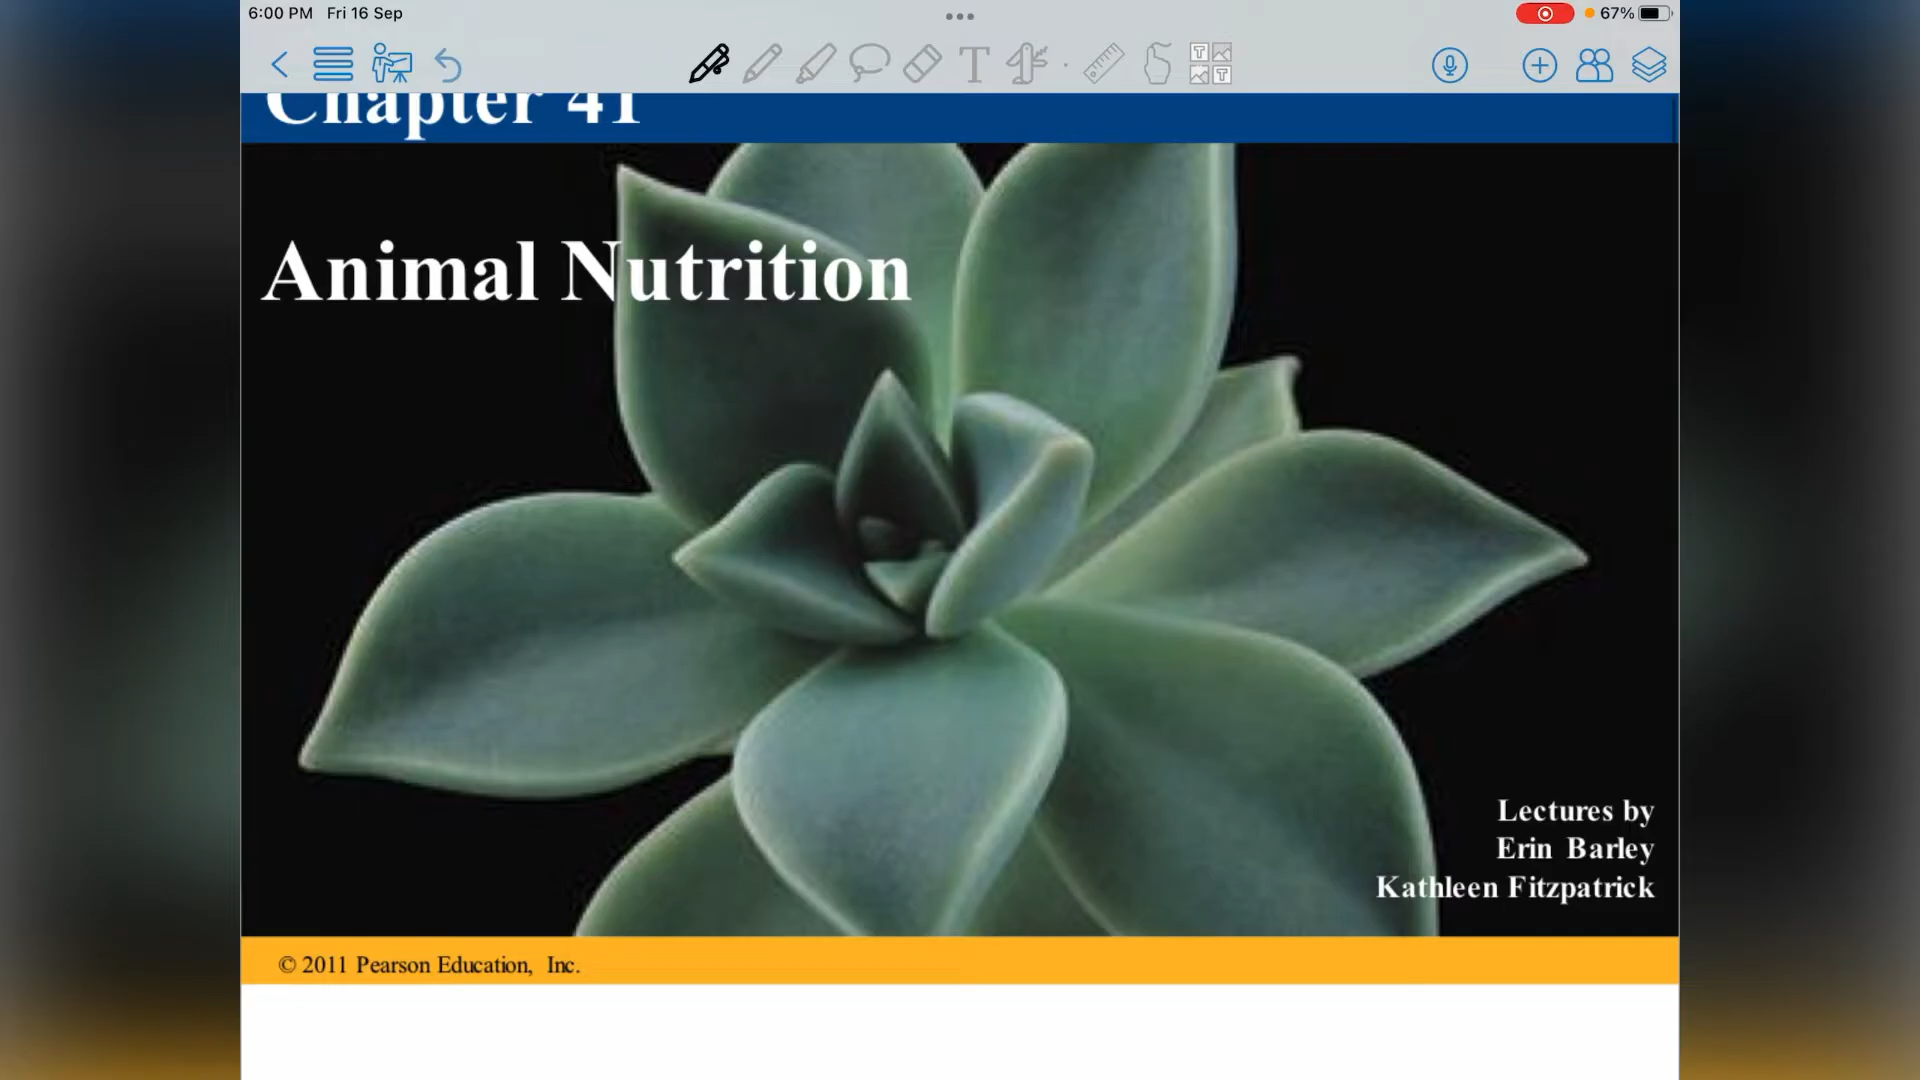 6:00 PM Fri 16 Sep
67%
Chapter 41
Animal Nutrition
Lectures by
Erin Barley
Kathleen Fitzpatrick
© 2011 Pearson Education, Inc.